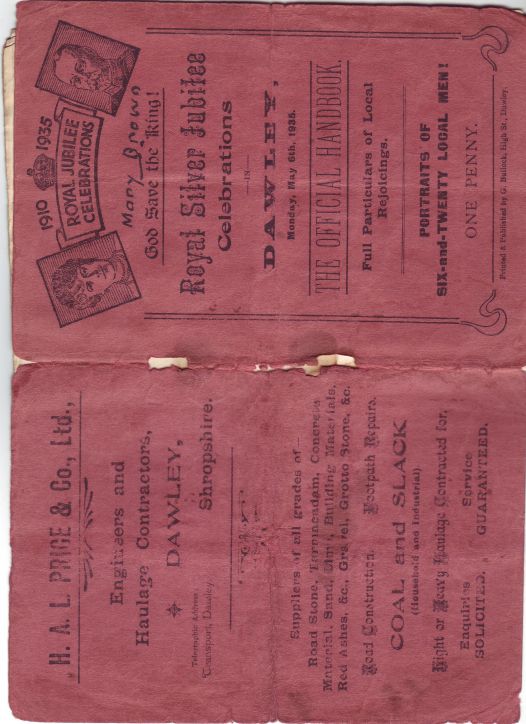 1910 1935
ROYAL JUBILEE
CELEBRATIONS
Mary Brown
God Save the King!
Royal Silver Jubilee
Celebrations
—IN—
DAWLEY,
Monday, May 6th, 1935.
THE OFFICIAL HANDBOOK
Full Particulars of Local
Rejoicings.
PORTRAITS OF
SIX-and-TWENTY LOCAL MEN!
ONE PENNY.
Printed & Published by G. Bullock, High St., Dawley.
H. A. L. PRICE & Co., Ltd.,
Engineers and
Haulage Contractors,
DAWLEY,
Shropshire.
Telegraphic Address:
"Transport, Dawley
Suppliers of all grades of—
Road Stone, Tarmacadam, Concrete
Material, Sand, Building Materials,
Red Ashes, &c., Gravel, Grotto Stone, &c.
Road Construction. Footpath Repairs.
COAL and SLACK
(Household and Industrial)
Light or Heavy Haulage Contracted for.
Enquiries Service
SOLICITED. GUARANTEED.